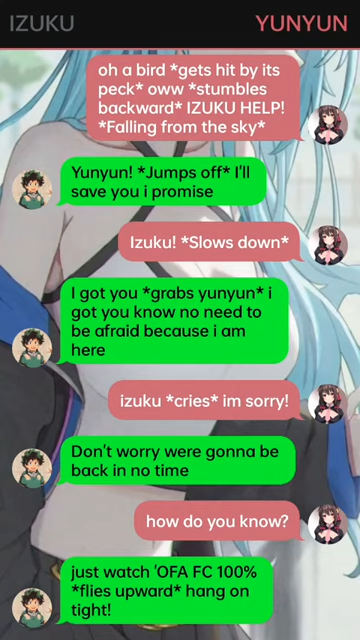 IZUKU
YUNYUN
oh a bird *gets hit by its
peck* oww *stumbles
backward* IZUKU HELP!
*Falling from the sky*
Yunyun! *Jumps off* I'll
save you i promise
Izuku! *Slows down*
I got you *grabs yunyun* i
got you know no need to
be afraid because i am
here
izuku *cries* im sorry!
Don't worry were gonna be
back in no time
how do you know?
just watch 'OFA FC 100%
*flies upward* hang on
tight!